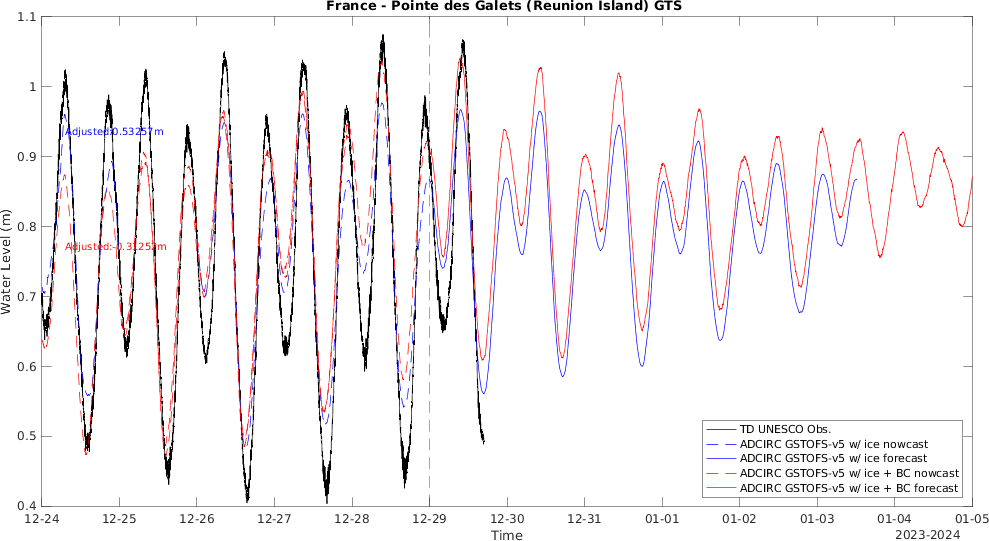 France - Pointe des Galets (Reunion Island) GTS
1.1
1
0.9
0.8
0.7
0.6
0.5
0.4
Water Level (m)
Adjusted:0.53257m
TD UNESCO Obs.
ADCIRC GSTOFS-v5 w/ ice nowcast
ADCIRC GSTOFS-v5 w/ ice forecast
ADCIRC GSTOFS-v5 w/ ice + BC nowcast
ADCIRC GSTOFS-v5 w/ ice + BC forecast
12-24 12-25 12-26 12-27 12-28 12-29 12-30 12-31 01-01 01-02 01-03 01-04 01-05
Time
2023-2024